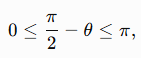 0 ≤ π/2 − θ ≤ π,